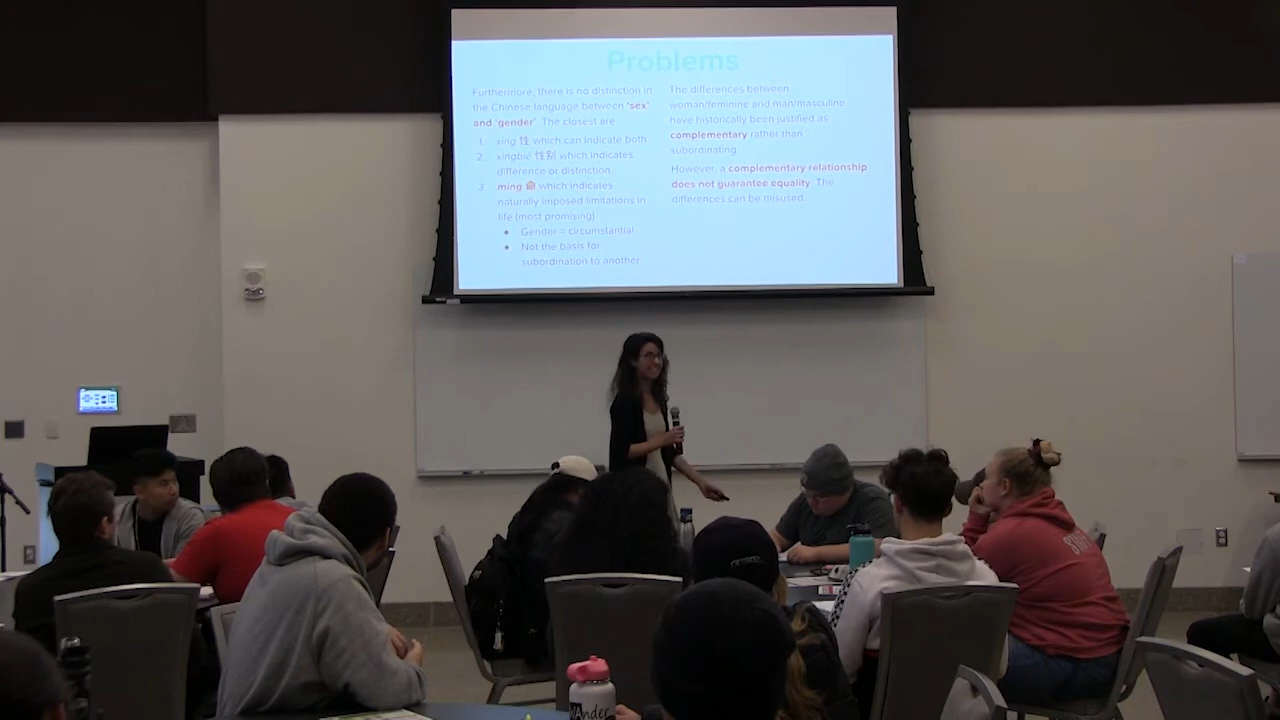 Problems
Furthermore, there is no distinction in
the Chinese language between 'sex'
and 'gender'. The closest are:
1. xing 性 which can indicate both
2. xingbie 性别 which indicates
difference or distinction
3. ming 命 which indicates
naturally imposed limitations in
life (most promising)
● Gender = circumstantial
● Not the basis for
subordination to another
The differences between
woman/feminine and man/masculine
have historically been justified as
complementary rather than
subordinating.
However, a complementary relationship
does not guarantee equality. The
differences can be misused.